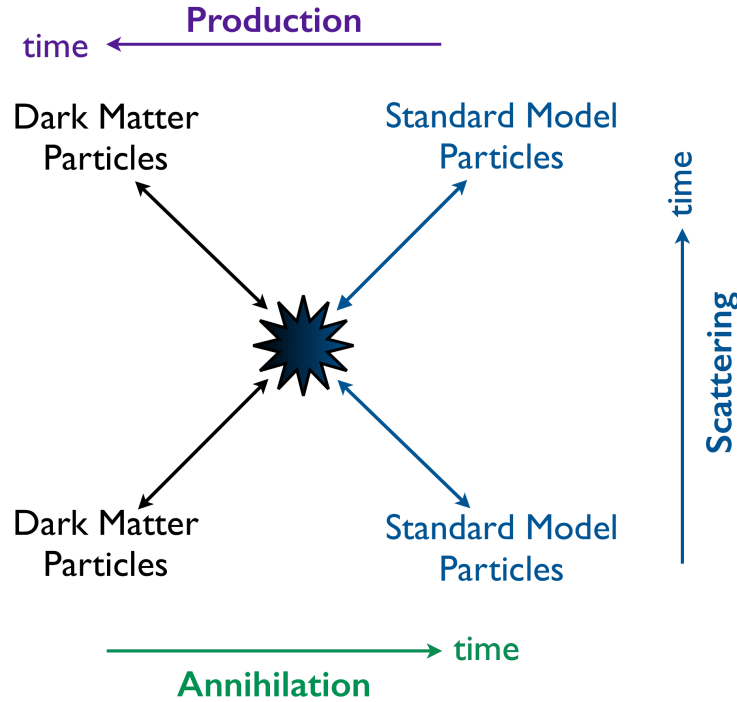 Production
time
Dark Matter
Particles
Standard Model
Particles
time
Scattering
Dark Matter
Particles
Standard Model
Particles
time
Annihilation